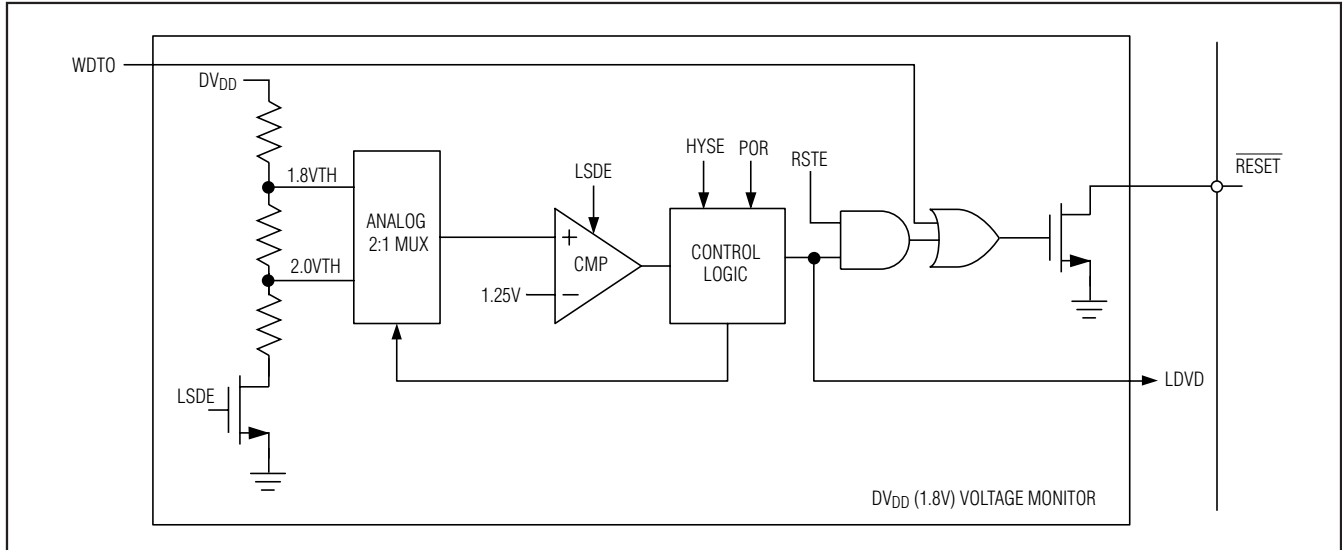 WDTO
DVDD
1.8VTH
2.0VTH
LSDE
ANALOG
2:1 MUX
LSDE
+
CMP
1.25V
−
HYSE
POR
CONTROL
LOGIC
RSTE
RESET
LDVD
DVDD (1.8V) VOLTAGE MONITOR